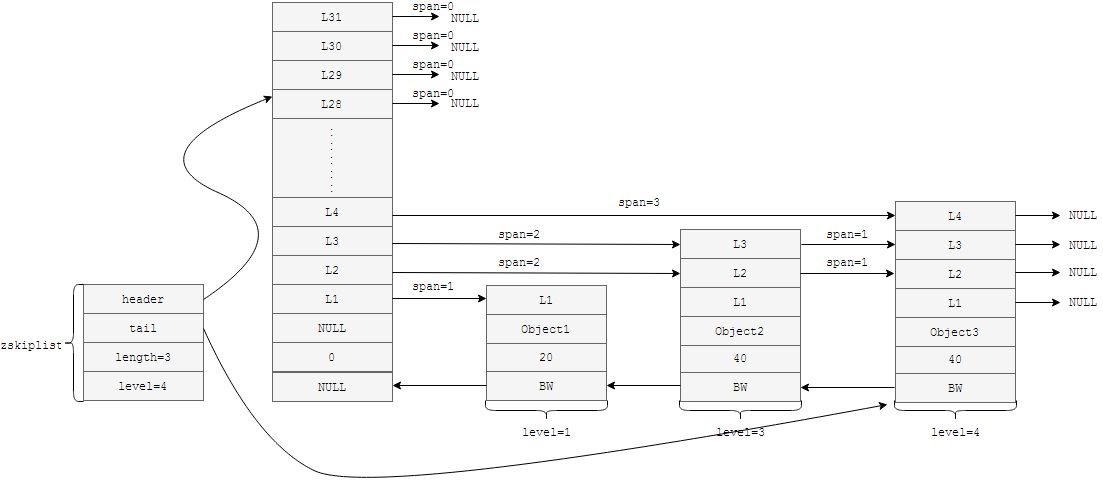 L31
span=0
NULL
L30
span=0
NULL
L29
span=0
NULL
L28
span=0
NULL
L4
span=3
L4
NULL
L3
span=2
L3
span=1
L3
NULL
L2
span=2
L2
span=1
L2
NULL
zskiplist
header
tail
length=3
level=4
L1
span=1
L1
L1
L1
NULL
NULL
Object1
Object2
Object3
0
20
40
40
NULL
BW
BW
BW
level=1
level=3
level=4